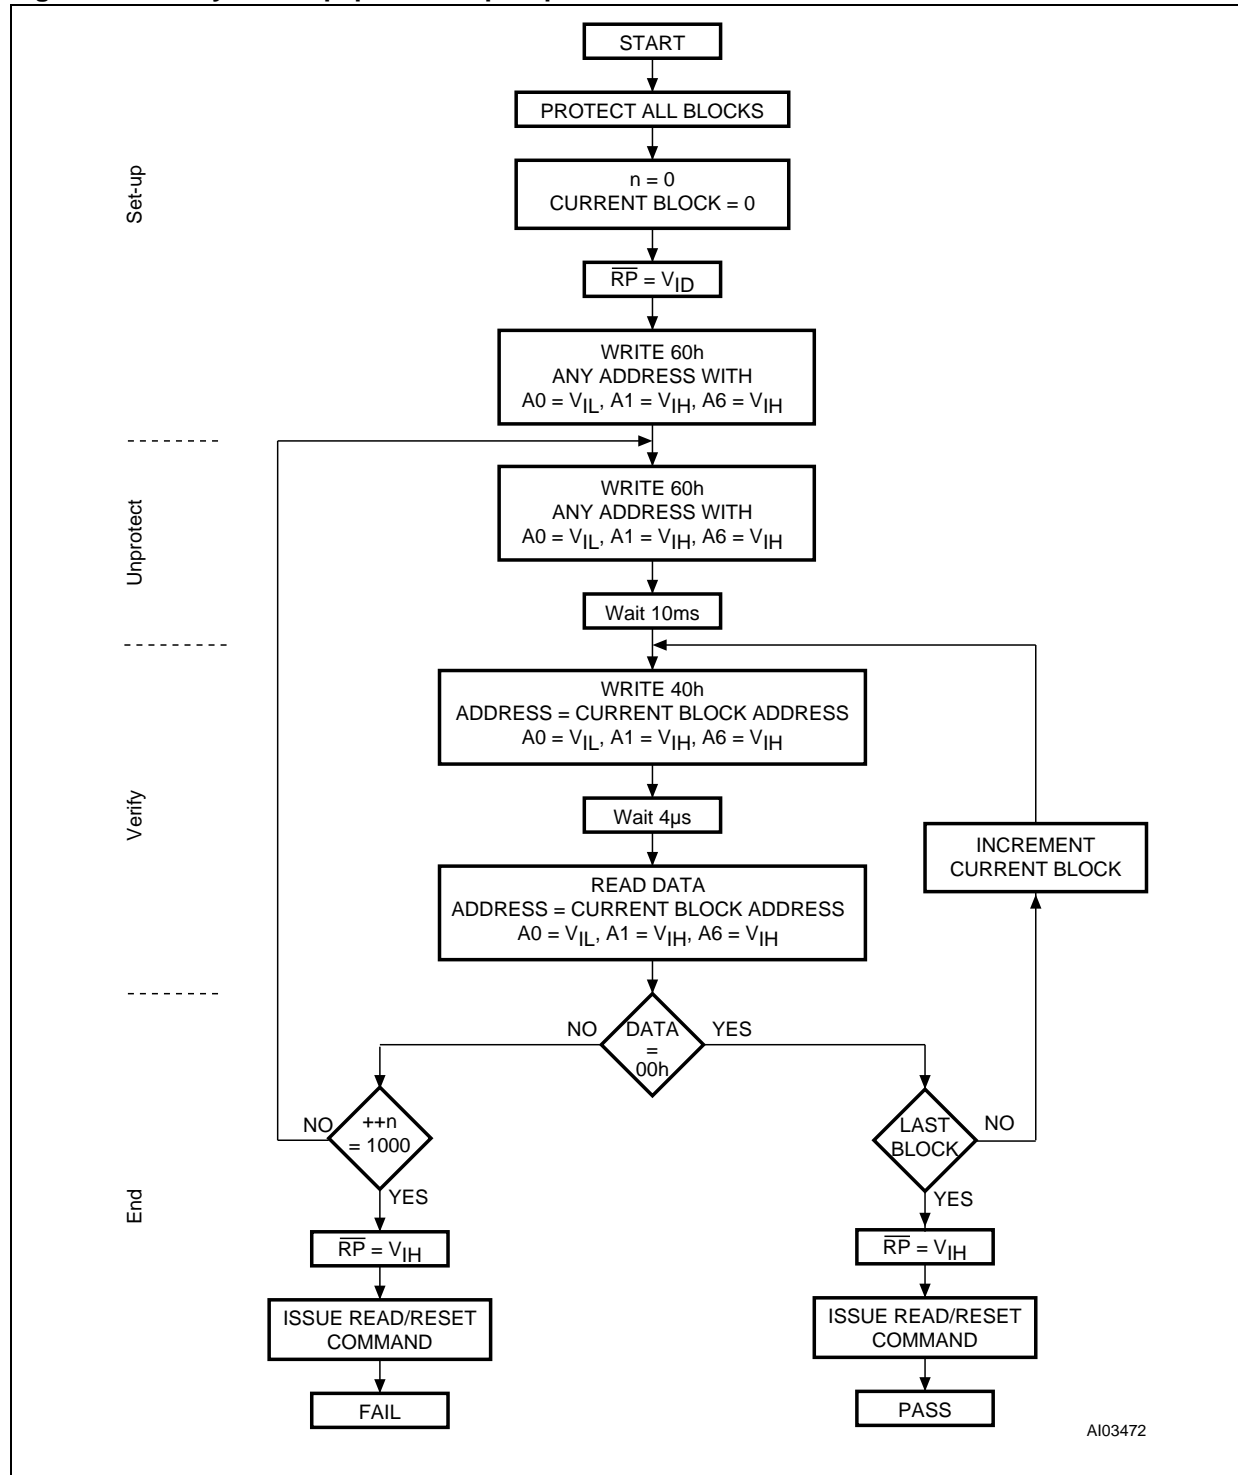 START
PROTECT ALL BLOCKS
Set-up
n = 0
CURRENT BLOCK = 0
R̅P̅ = VID
WRITE 60h
ANY ADDRESS WITH
A0 = VIL, A1 = VIH, A6 = VIH
Unprotect
WRITE 60h
ANY ADDRESS WITH
A0 = VIL, A1 = VIH, A6 = VIH
Wait 10ms
Verify
WRITE 40h
ADDRESS = CURRENT BLOCK ADDRESS
A0 = VIL, A1 = VIH, A6 = VIH
Wait 4µs
INCREMENT
CURRENT BLOCK
READ DATA
ADDRESS = CURRENT BLOCK ADDRESS
A0 = VIL, A1 = VIH, A6 = VIH
NO
DATA
=
00h
YES
End
NO
++n
= 1000
YES
LAST
BLOCK
NO
YES
R̅P̅ = VIH
R̅P̅ = VIH
ISSUE READ/RESET
COMMAND
ISSUE READ/RESET
COMMAND
FAIL
PASS
AI03472